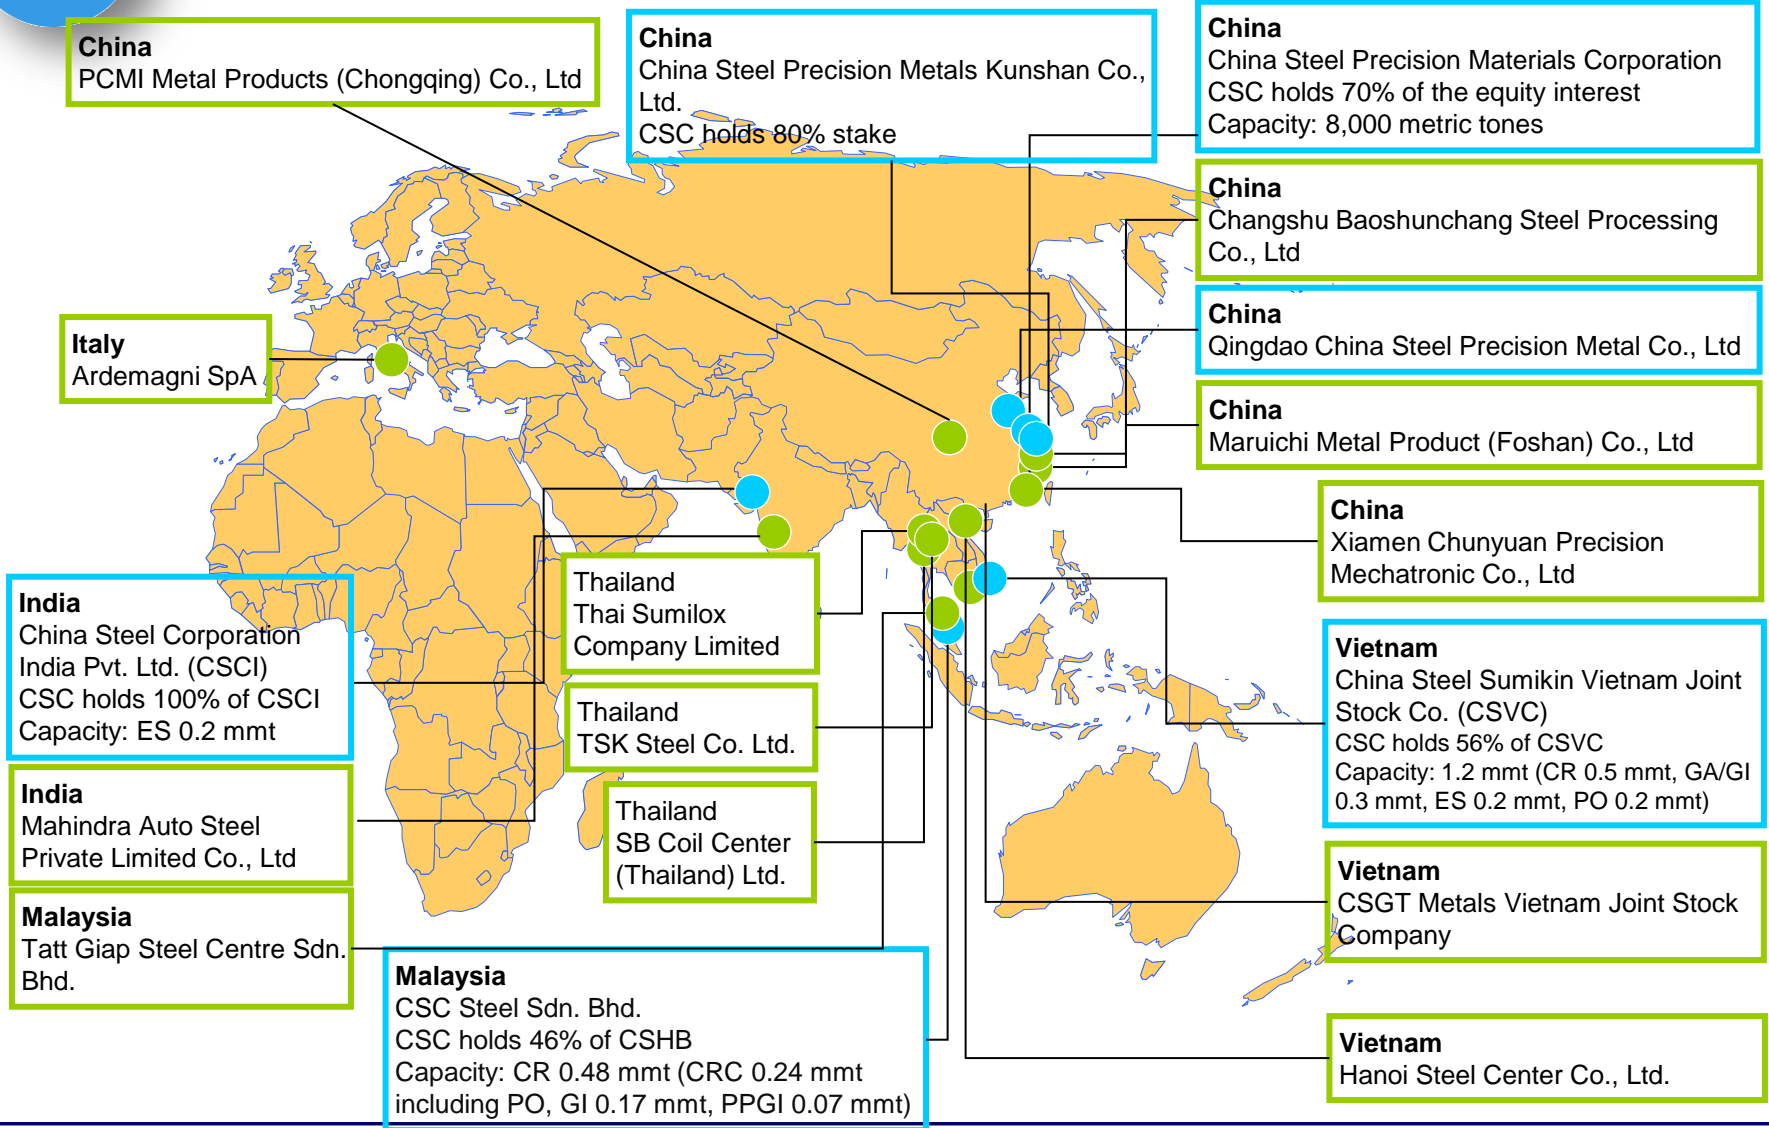 China
PCMI Metal Products (Chongqing) Co., Ltd
China
China Steel Precision Metals Kunshan Co.,
Ltd.
CSC holds 80% stake
China
China Steel Precision Materials Corporation
CSC holds 70% of the equity interest
Capacity: 8,000 metric tones
China
Changshu Baoshunchang Steel Processing
Co., Ltd
China
Qingdao China Steel Precision Metal Co., Ltd
Italy
Ardemagni SpA
China
Maruichi Metal Product (Foshan) Co., Ltd
China
Xiamen Chunyuan Precision
Mechatronic Co., Ltd
India
China Steel Corporation
India Pvt. Ltd. (CSCI)
CSC holds 100% of CSCI
Capacity: ES 0.2 mmt
Thailand
Thai Sumilox
Company Limited
Thailand
TSK Steel Co. Ltd.
Thailand
SB Coil Center
(Thailand) Ltd.
Vietnam
China Steel Sumikin Vietnam Joint
Stock Co. (CSVC)
CSC holds 56% of CSVC
Capacity: 1.2 mmt (CR 0.5 mmt, GA/GI
0.3 mmt, ES 0.2 mmt, PO 0.2 mmt)
India
Mahindra Auto Steel
Private Limited Co., Ltd
Vietnam
CSGT Metals Vietnam Joint Stock
Company
Malaysia
Tatt Giap Steel Centre Sdn.
Bhd.
Malaysia
CSC Steel Sdn. Bhd.
CSC holds 46% of CSHB
Capacity: CR 0.48 mmt (CRC 0.24 mmt
including PO, GI 0.17 mmt, PPGI 0.07 mmt)
Vietnam
Hanoi Steel Center Co., Ltd.